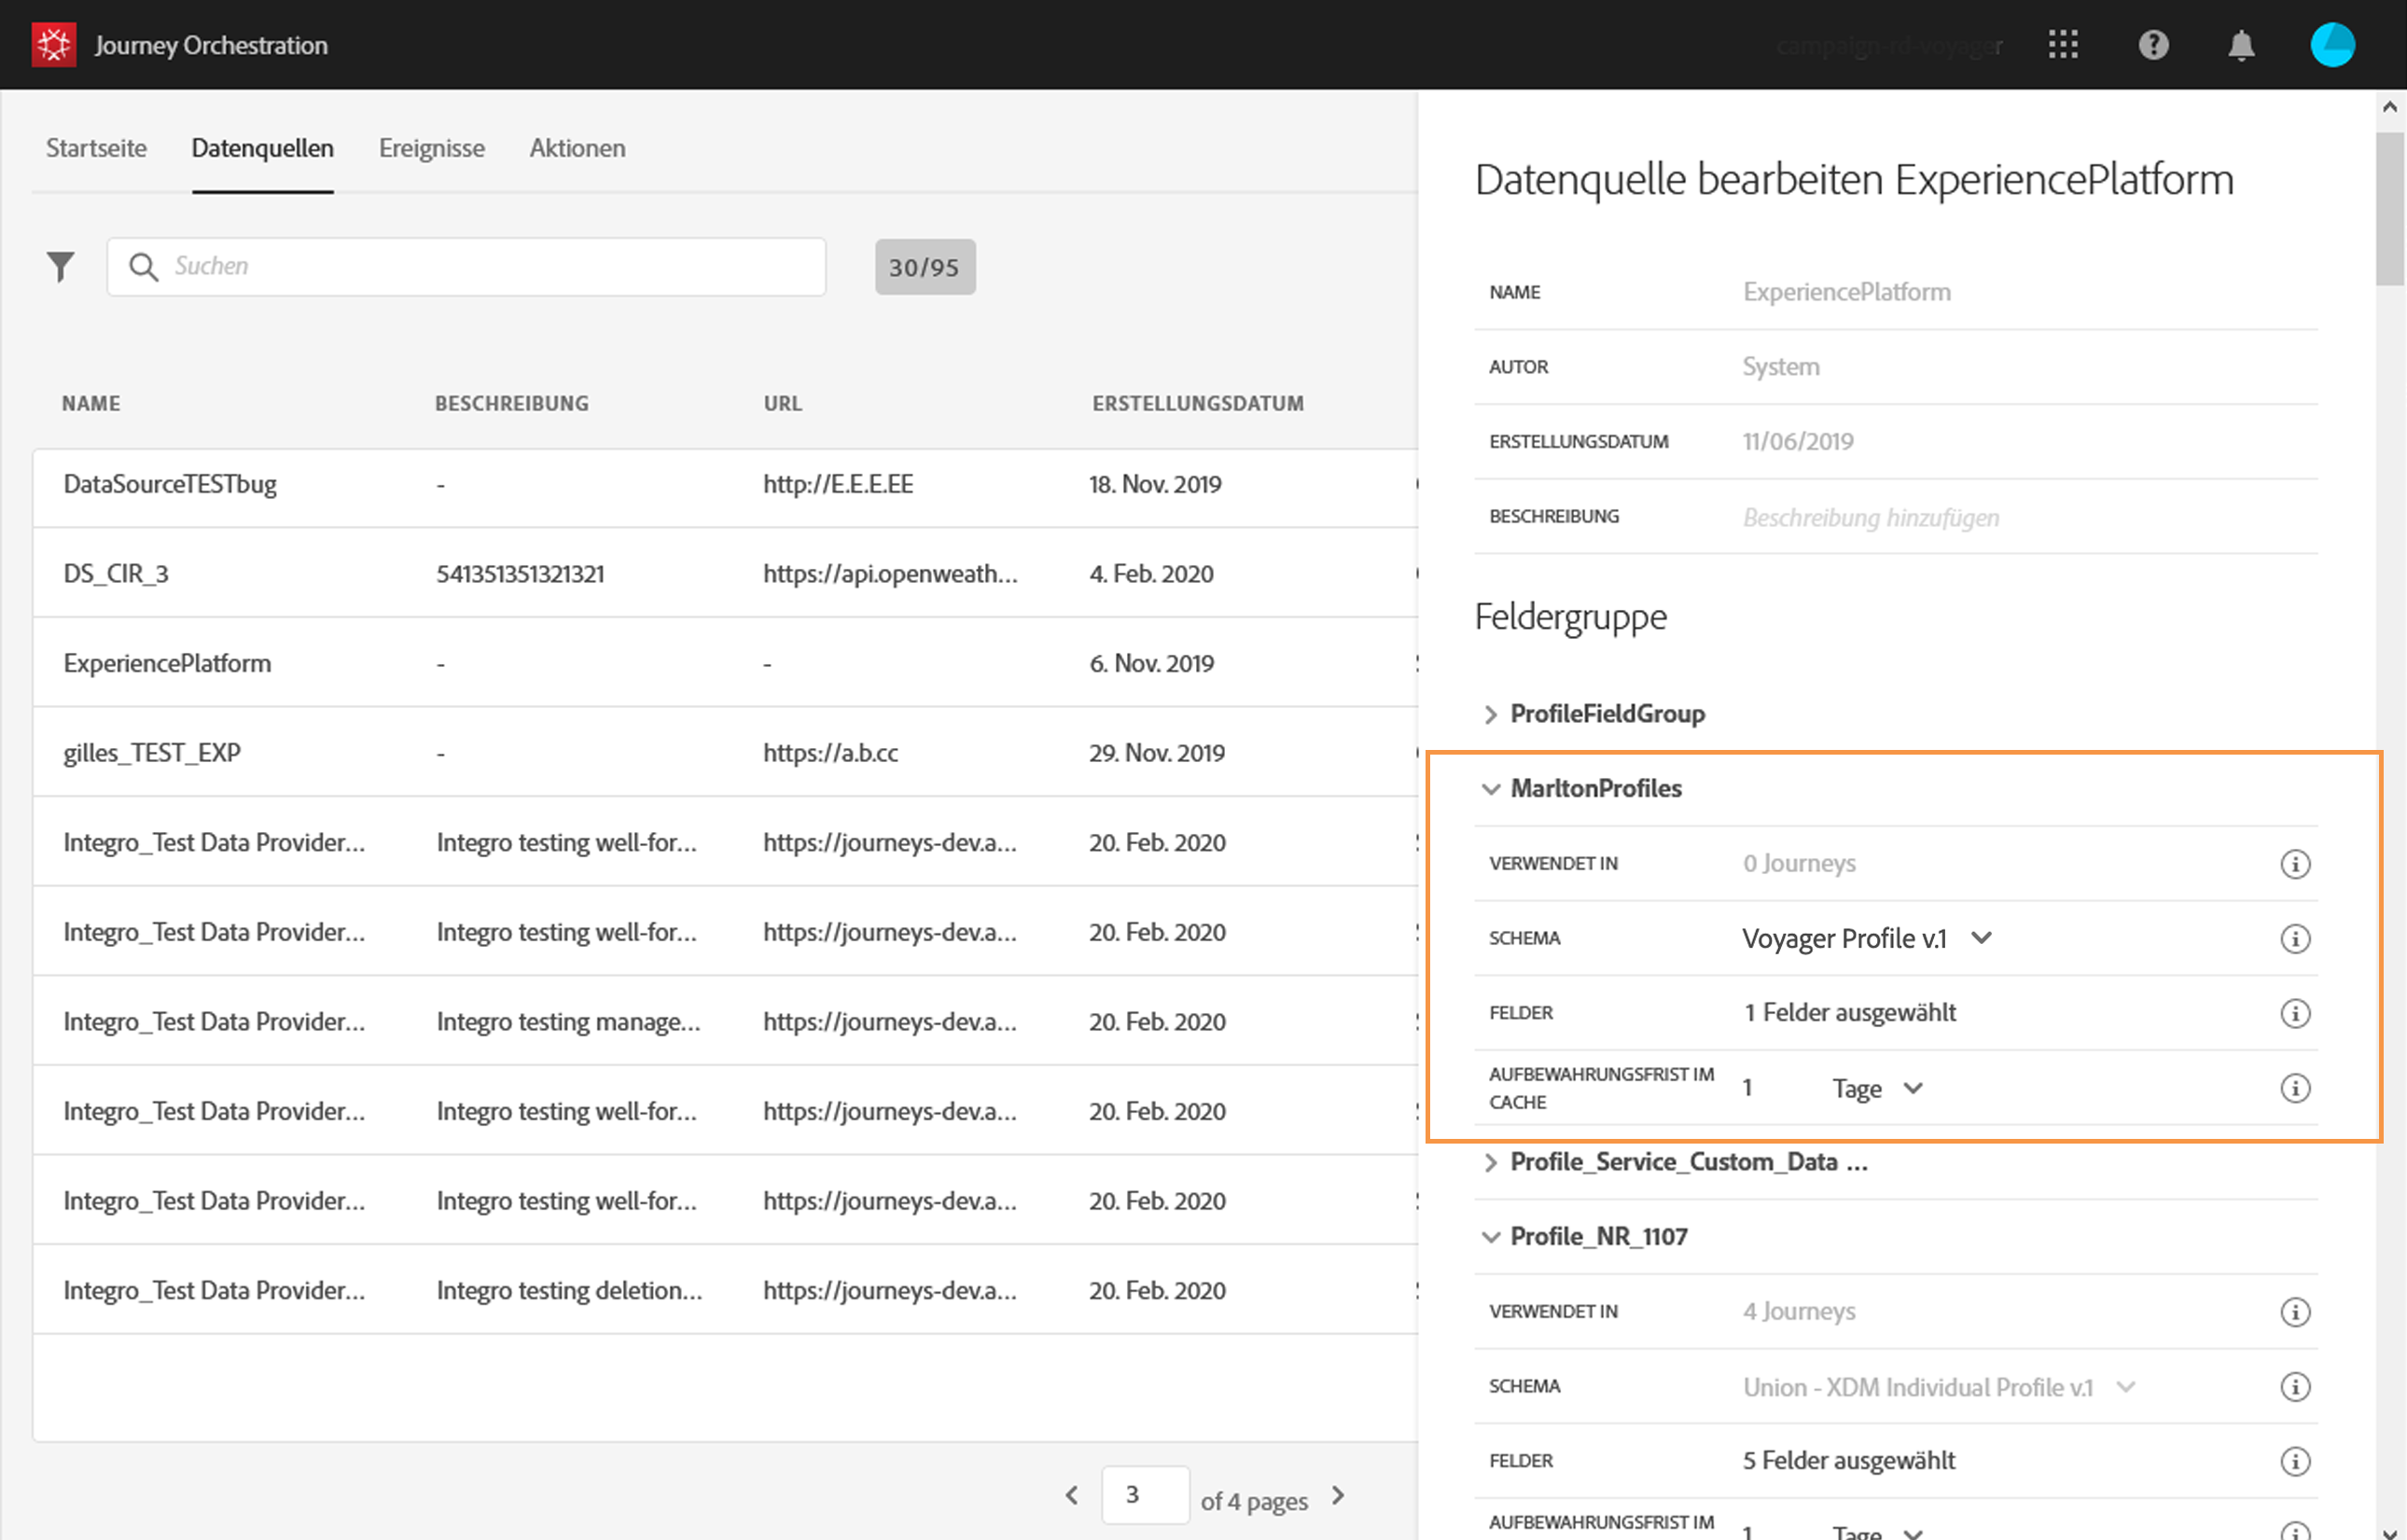 Journey Orchestration
campaign-rd-voyager
Startseite Datenquellen Ereignisse Aktionen
Suchen
30/95
NAME BESCHREIBUNG URL ERSTELLUNGSDATUM
DataSourceTESTbug - http://E.E.E.EE 18. Nov. 2019
DS_CIR_3 541351351321321 https://api.openweath... 4. Feb. 2020
ExperiencePlatform - - 6. Nov. 2019
gilles_TEST_EXP - https://a.b.cc 29. Nov. 2019
Integro_Test Data Provider... Integro testing well-for... https://journeys-dev.a... 20. Feb. 2020
Integro_Test Data Provider... Integro testing well-for... https://journeys-dev.a... 20. Feb. 2020
Integro_Test Data Provider... Integro testing manage... https://journeys-dev.a... 20. Feb. 2020
Integro_Test Data Provider... Integro testing well-for... https://journeys-dev.a... 20. Feb. 2020
Integro_Test Data Provider... Integro testing well-for... https://journeys-dev.a... 20. Feb. 2020
Integro_Test Data Provider... Integro testing deletion... https://journeys-dev.a... 20. Feb. 2020
3 of 4 pages
Datenquelle bearbeiten ExperiencePlatform
NAME ExperiencePlatform
AUTOR System
ERSTELLUNGSDATUM 11/06/2019
BESCHREIBUNG Beschreibung hinzufügen
Feldergruppe
ProfileFieldGroup
MarltonProfiles
VERWENDET IN 0 Journeys
SCHEMA Voyager Profile v.1
FELDER 1 Felder ausgewählt
AUFBEWAHRUNGSFRIST IM
CACHE 1 Tage
Profile_Service_Custom_Data ...
Profile_NR_1107
VERWENDET IN 4 Journeys
SCHEMA Union - XDM Individual Profile v.1
FELDER 5 Felder ausgewählt
AUFBEWAHRUNGSFRIST IM
1 Tage